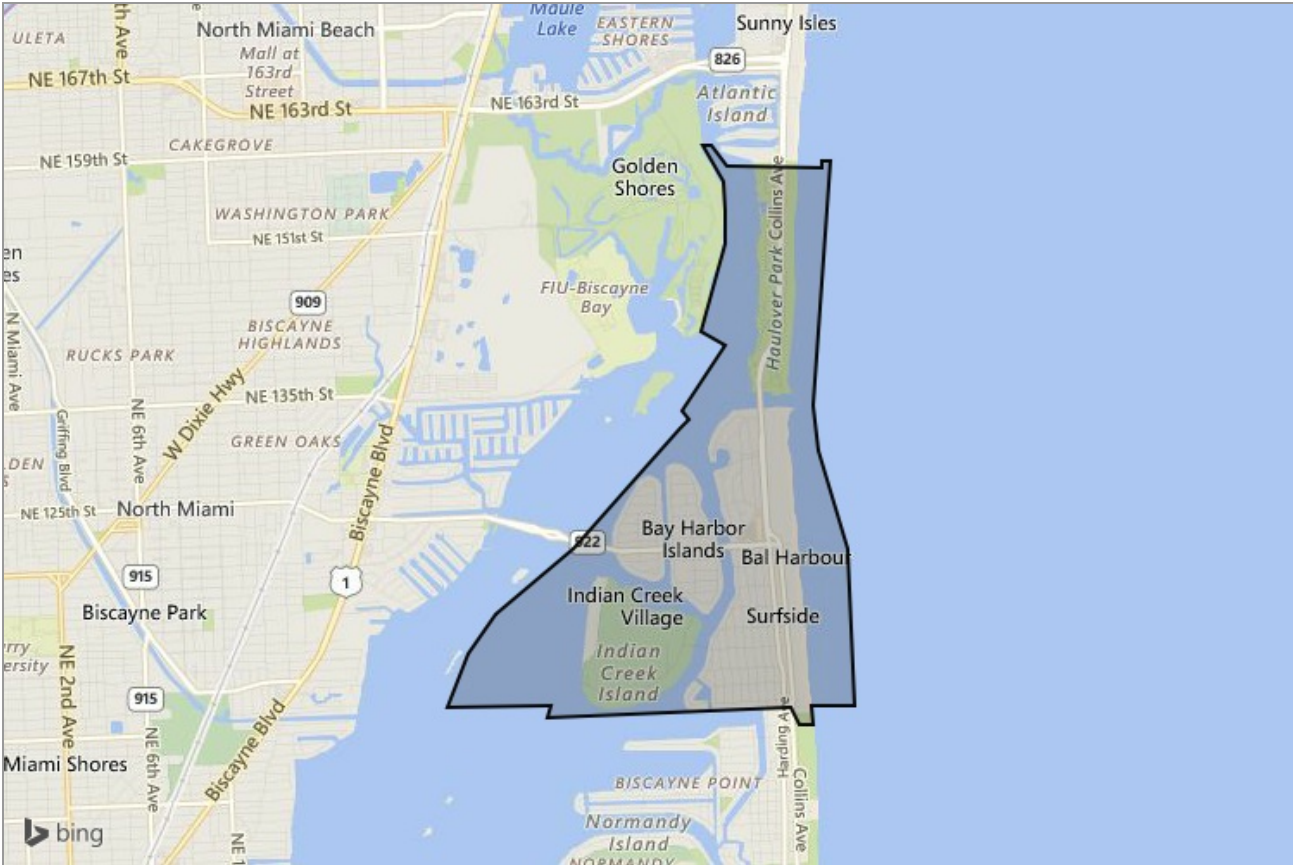 Maule
Lake
EASTERN
SHORES
Sunny Isles
ULETA
North Miami Beach
Mall at
163rd
Street
826
NE 167th St
NE 163rd St
NE 163rd St
Atlantic
Island
CAKEGROVE
NE 159th St
Golden
Shores
WASHINGTON PARK
NE 151st St
Haulover Park
Collins Ave
FIU-Biscayne
Bay
909
BISCAYNE
HIGHLANDS
N Miami Ave
RUCKS PARK
W Dixie Hwy
NE 135th St
NE 6th Ave
Griffing Blvd
GREEN OAKS
Biscayne Blvd
NE 125th St
North Miami
922
Bay Harbor
Islands
Bal Harbour
915
1
Biscayne Park
Indian Creek
Village
Surfside
Indian
Creek
Island
NE 2nd Ave
915
NE 6th Ave
Biscayne Blvd
Harding Ave
Miami Shores
Collins Ave
BISCAYNE POINT
Normandy
Island
NORMANDY
bing